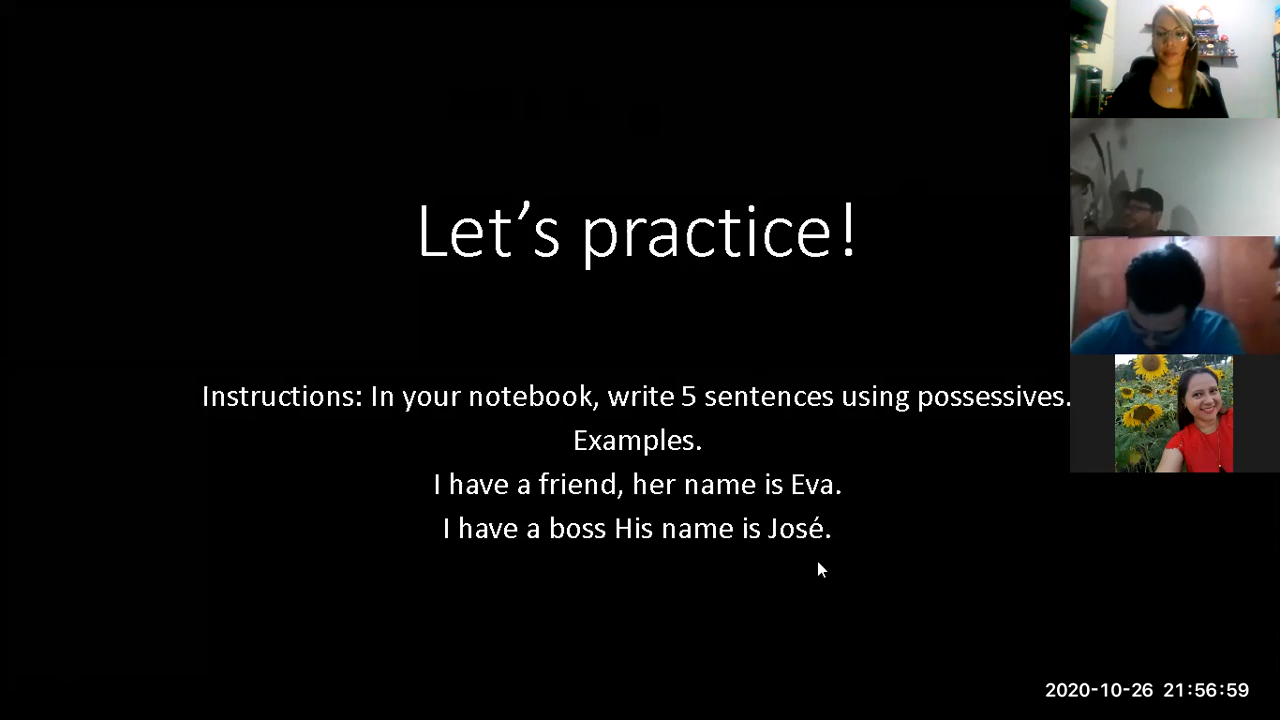 Let’s practice!
Instructions: In your notebook, write 5 sentences using possessives.
Examples.
I have a friend, her name is Eva.
I have a boss His name is José.
2020-10-26 21:56:59